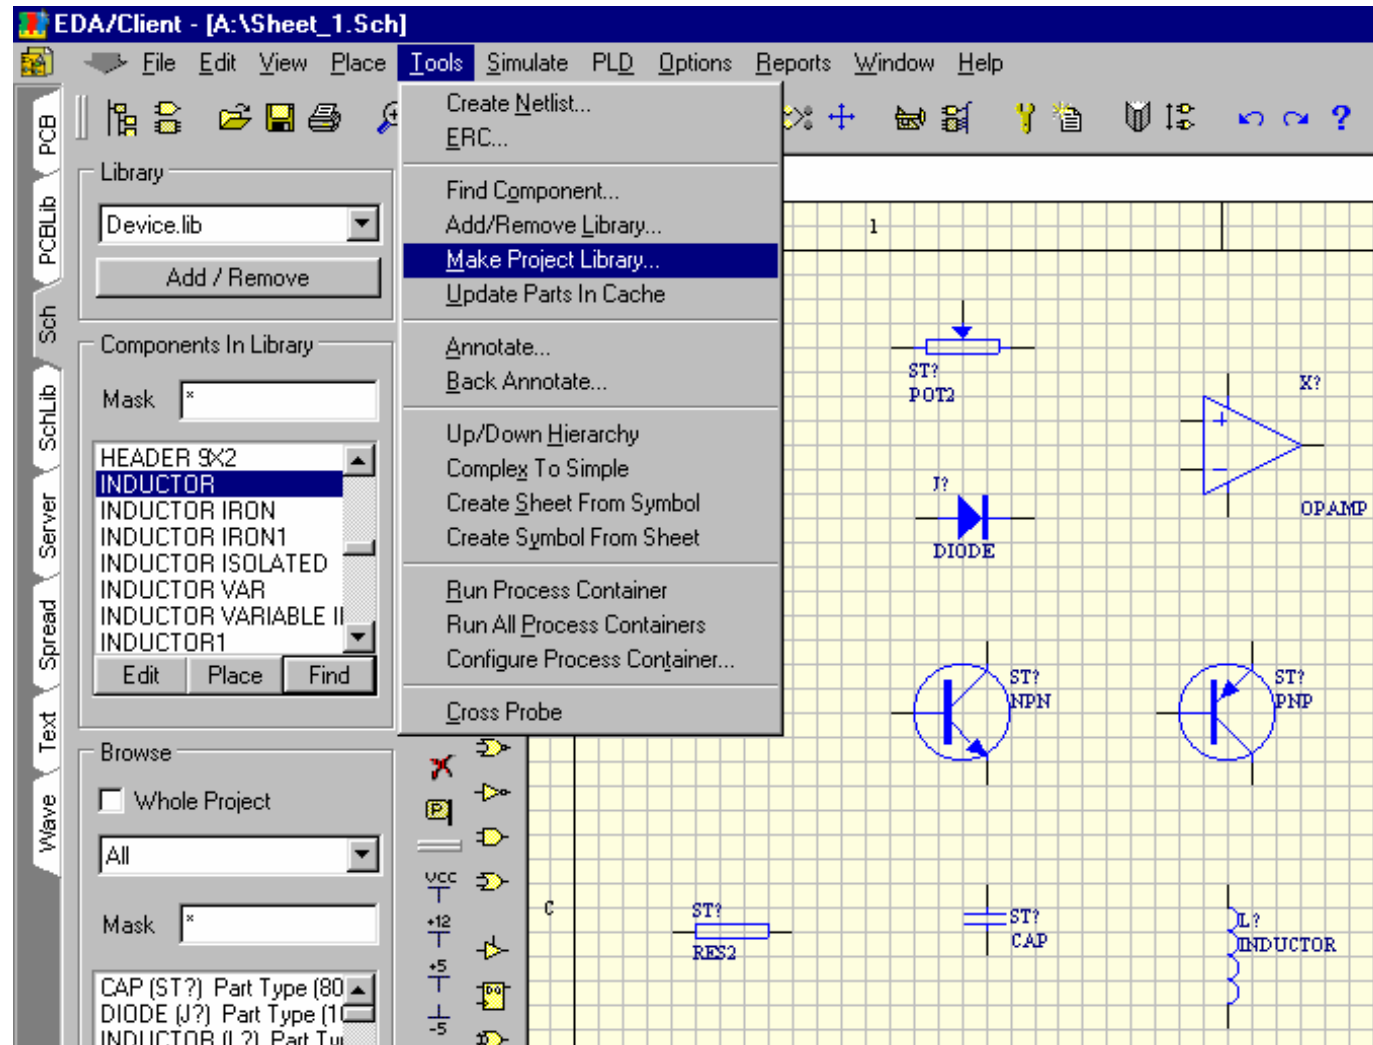 EDA/Client - [A:\Sheet_1.Sch]
File Edit View Place Tools Simulate PLD Options Reports Window Help
PCB
PCBLib
Sch
SchLib
Server
Spread
Text
Wave
Library
Device.lib
Add / Remove
Components In Library
Mask *
HEADER 9X2
INDUCTOR
INDUCTOR IRON
INDUCTOR IRON1
INDUCTOR ISOLATED
INDUCTOR VAR
INDUCTOR VARIABLE I
INDUCTOR1
Edit Place Find
Browse
Whole Project
All
Mask *
CAP (ST?) Part Type (80
DIODE (J?) Part Type (1
INDUCTOR (L?) Part Ty
Create Netlist...
ERC...
Find Component...
Add/Remove Library...
Make Project Library...
Update Parts In Cache
Annotate...
Back Annotate...
Up/Down Hierarchy
Complex To Simple
Create Sheet From Symbol
Create Symbol From Sheet
Run Process Container
Run All Process Containers
Configure Process Container...
Cross Probe
P
VCC
+12
+5
-5
?
1
ST?
POT2
X?
OPAMP
J?
DIODE
ST?
NPN
ST?
PNP
C
ST?
RES2
ST?
CAP
L?
INDUCTOR